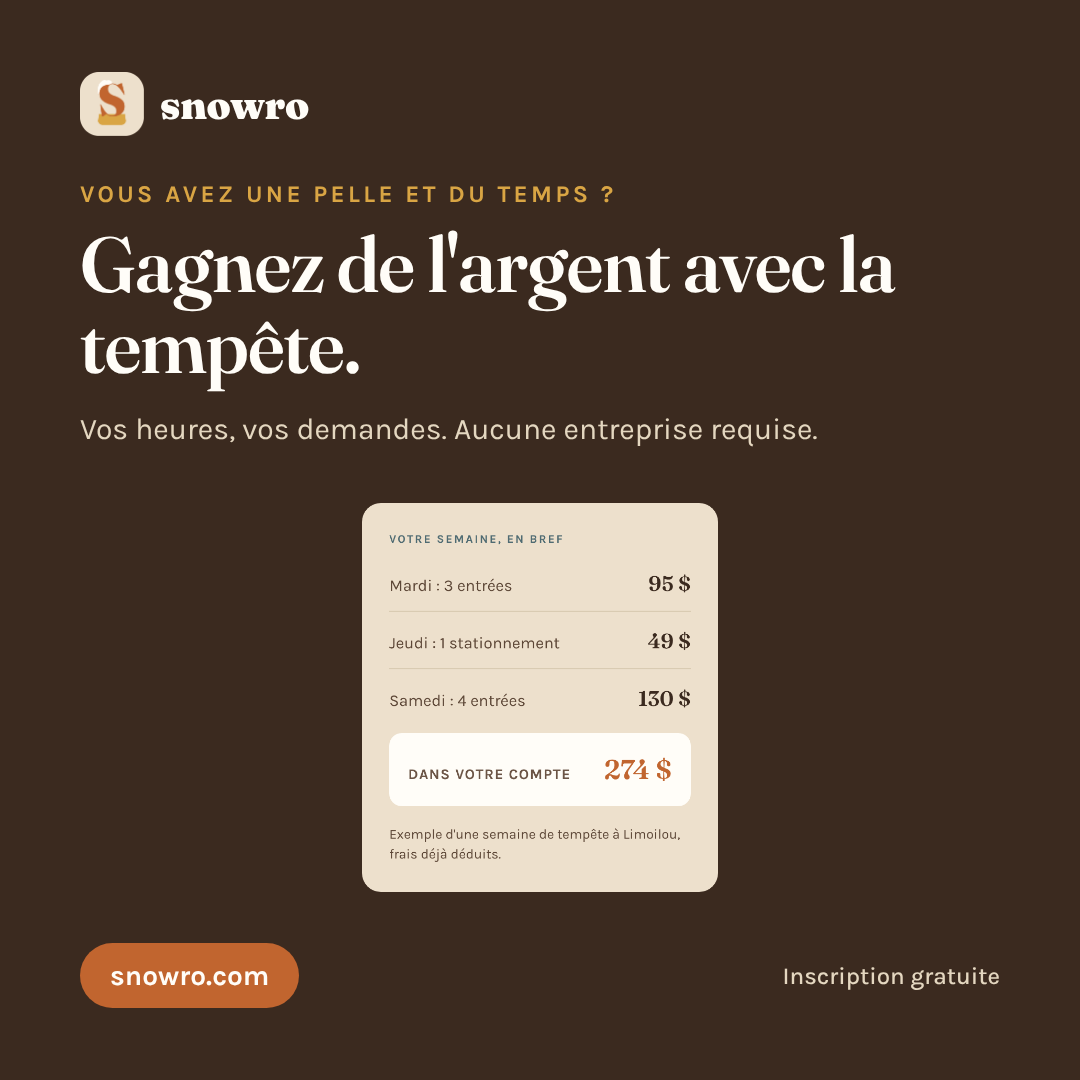 S
snowro
VOUS AVEZ UNE PELLE ET DU TEMPS ?
Gagnez de l'argent avec la
tempête.
Vos heures, vos demandes. Aucune entreprise requise.
VOTRE SEMAINE, EN BREF
Mardi : 3 entrées 95 $
Jeudi : 1 stationnement 49 $
Samedi : 4 entrées 130 $
DANS VOTRE COMPTE 274 $
Exemple d'une semaine de tempête à Limoilou,
frais déjà déduits.
snowro.com
Inscription gratuite